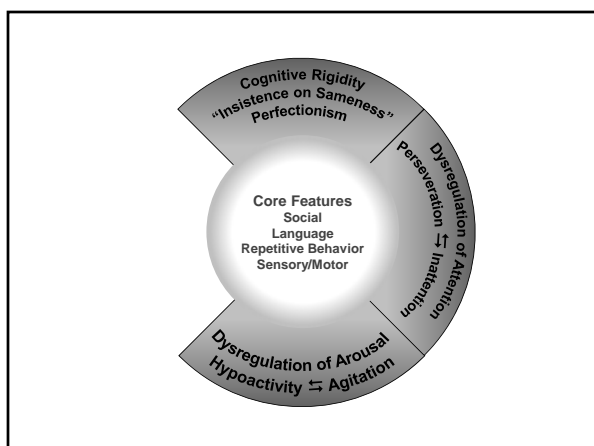 Cognitive Rigidity
“Insistence on Sameness”
Perfectionism
Dysregulation of Attention
Perseveration ⇅ Inattention
Core Features
Social
Language
Repetitive Behavior
Sensory/Motor
Dysregulation of Arousal
Hypoactivity ⇆ Agitation